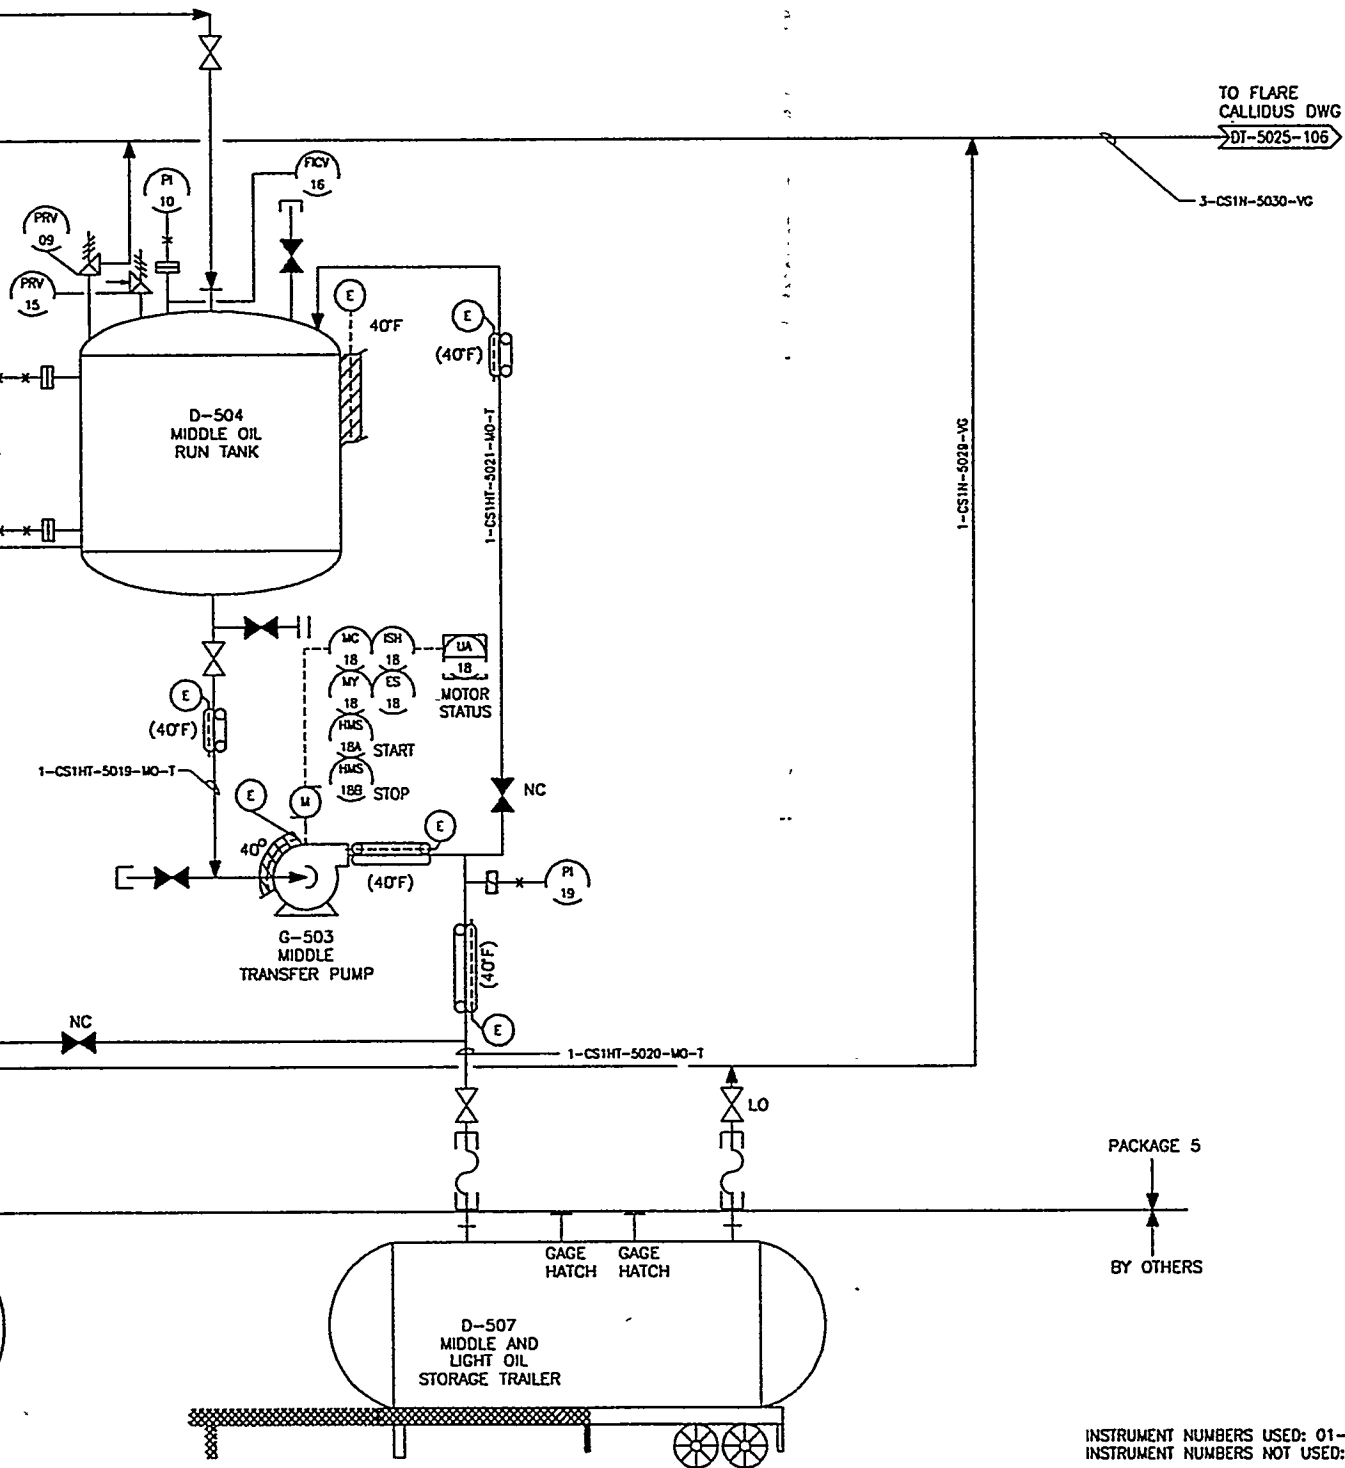 TO FLARE
CALLIDUS DWG
DT-5025-106
3-CS1N-5030-VG
FICV
16
PI
10
PRV
09
PRV
15
E
40°F
E
(40°F)
D-504
MIDDLE OIL
RUN TANK
1-CS1HT-5021-MO-T
1-CS1N-5029-VG
MC
18
ISH
18
UA
18
MY
18
ES
18
MOTOR
STATUS
HMS
18A
START
HMS
18B
STOP
E
(40°F)
1-CS1HT-5019-MO-T
E
M
NC
40°
E
(40°F)
PI
19
G-503
MIDDLE
TRANSFER PUMP
(40°F)
E
NC
1-CS1HT-5020-MO-T
LO
PACKAGE 5
BY OTHERS
GAGE
HATCH
GAGE
HATCH
D-507
MIDDLE AND
LIGHT OIL
STORAGE TRAILER
INSTRUMENT NUMBERS USED: 01-
INSTRUMENT NUMBERS NOT USED: